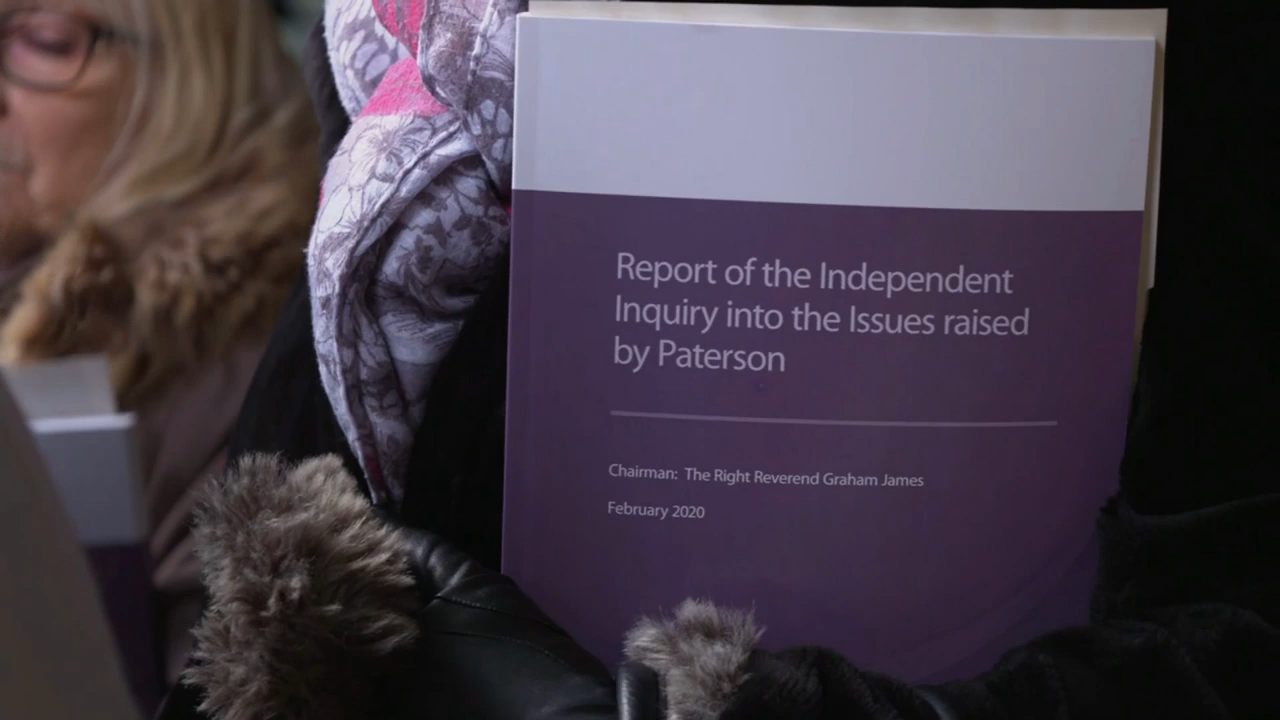 Report of the Independent
Inquiry into the Issues raised
by Paterson
Chairman: The Right Reverend Graham James
February 2020